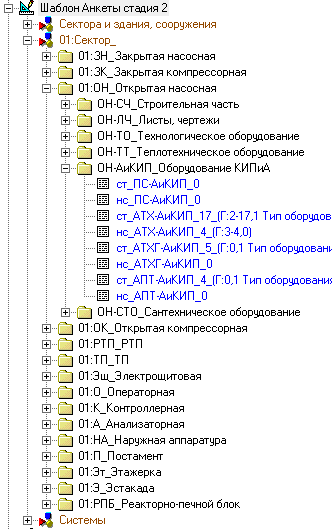 Шаблон Анкеты стадия 2
Сектора и здания, сооружения
01:Сектор_
01:ЗН_Закрытая насосная
01:ЗК_Закрытая компрессорная
01:ОН_Открытая насосная
ОН-СЧ_Строительная часть
ОН-ЛЧ_Листы, чертежи
ОН-ТО_Технологическое оборудование
ОН-ТТ_Теплотехническое оборудование
ОН-АиКИП_Оборудование КИПиА
ст_ПС-АиКИП_0
нс_ПС-АиКИП_0
ст_АТХ-АиКИП_17_(Г:2-17,1 Тип оборудов
нс_АТХ-АиКИП_4_(Г:3-4,0)
ст_АТХГ-АиКИП_5_(Г:0,1 Тип оборудовани
нс_АТХГ-АиКИП_0
ст_АПТ-АиКИП_4_(Г:0,1 Тип оборудования
нс_АПТ-АиКИП_0
ОН-СТО_Сантехническое оборудование
01:ОК_Открытая компрессорная
01:РТП_РТП
01:ТП_ТП
01:Эщ_Электрощитовая
01:О_Операторная
01:К_Контроллерная
01:А_Анализаторная
01:НА_Наружная аппаратура
01:П_Постамент
01:Эт_Этажерка
01:Э_Эстакада
01:РПБ_Реакторно-печной блок
Системы